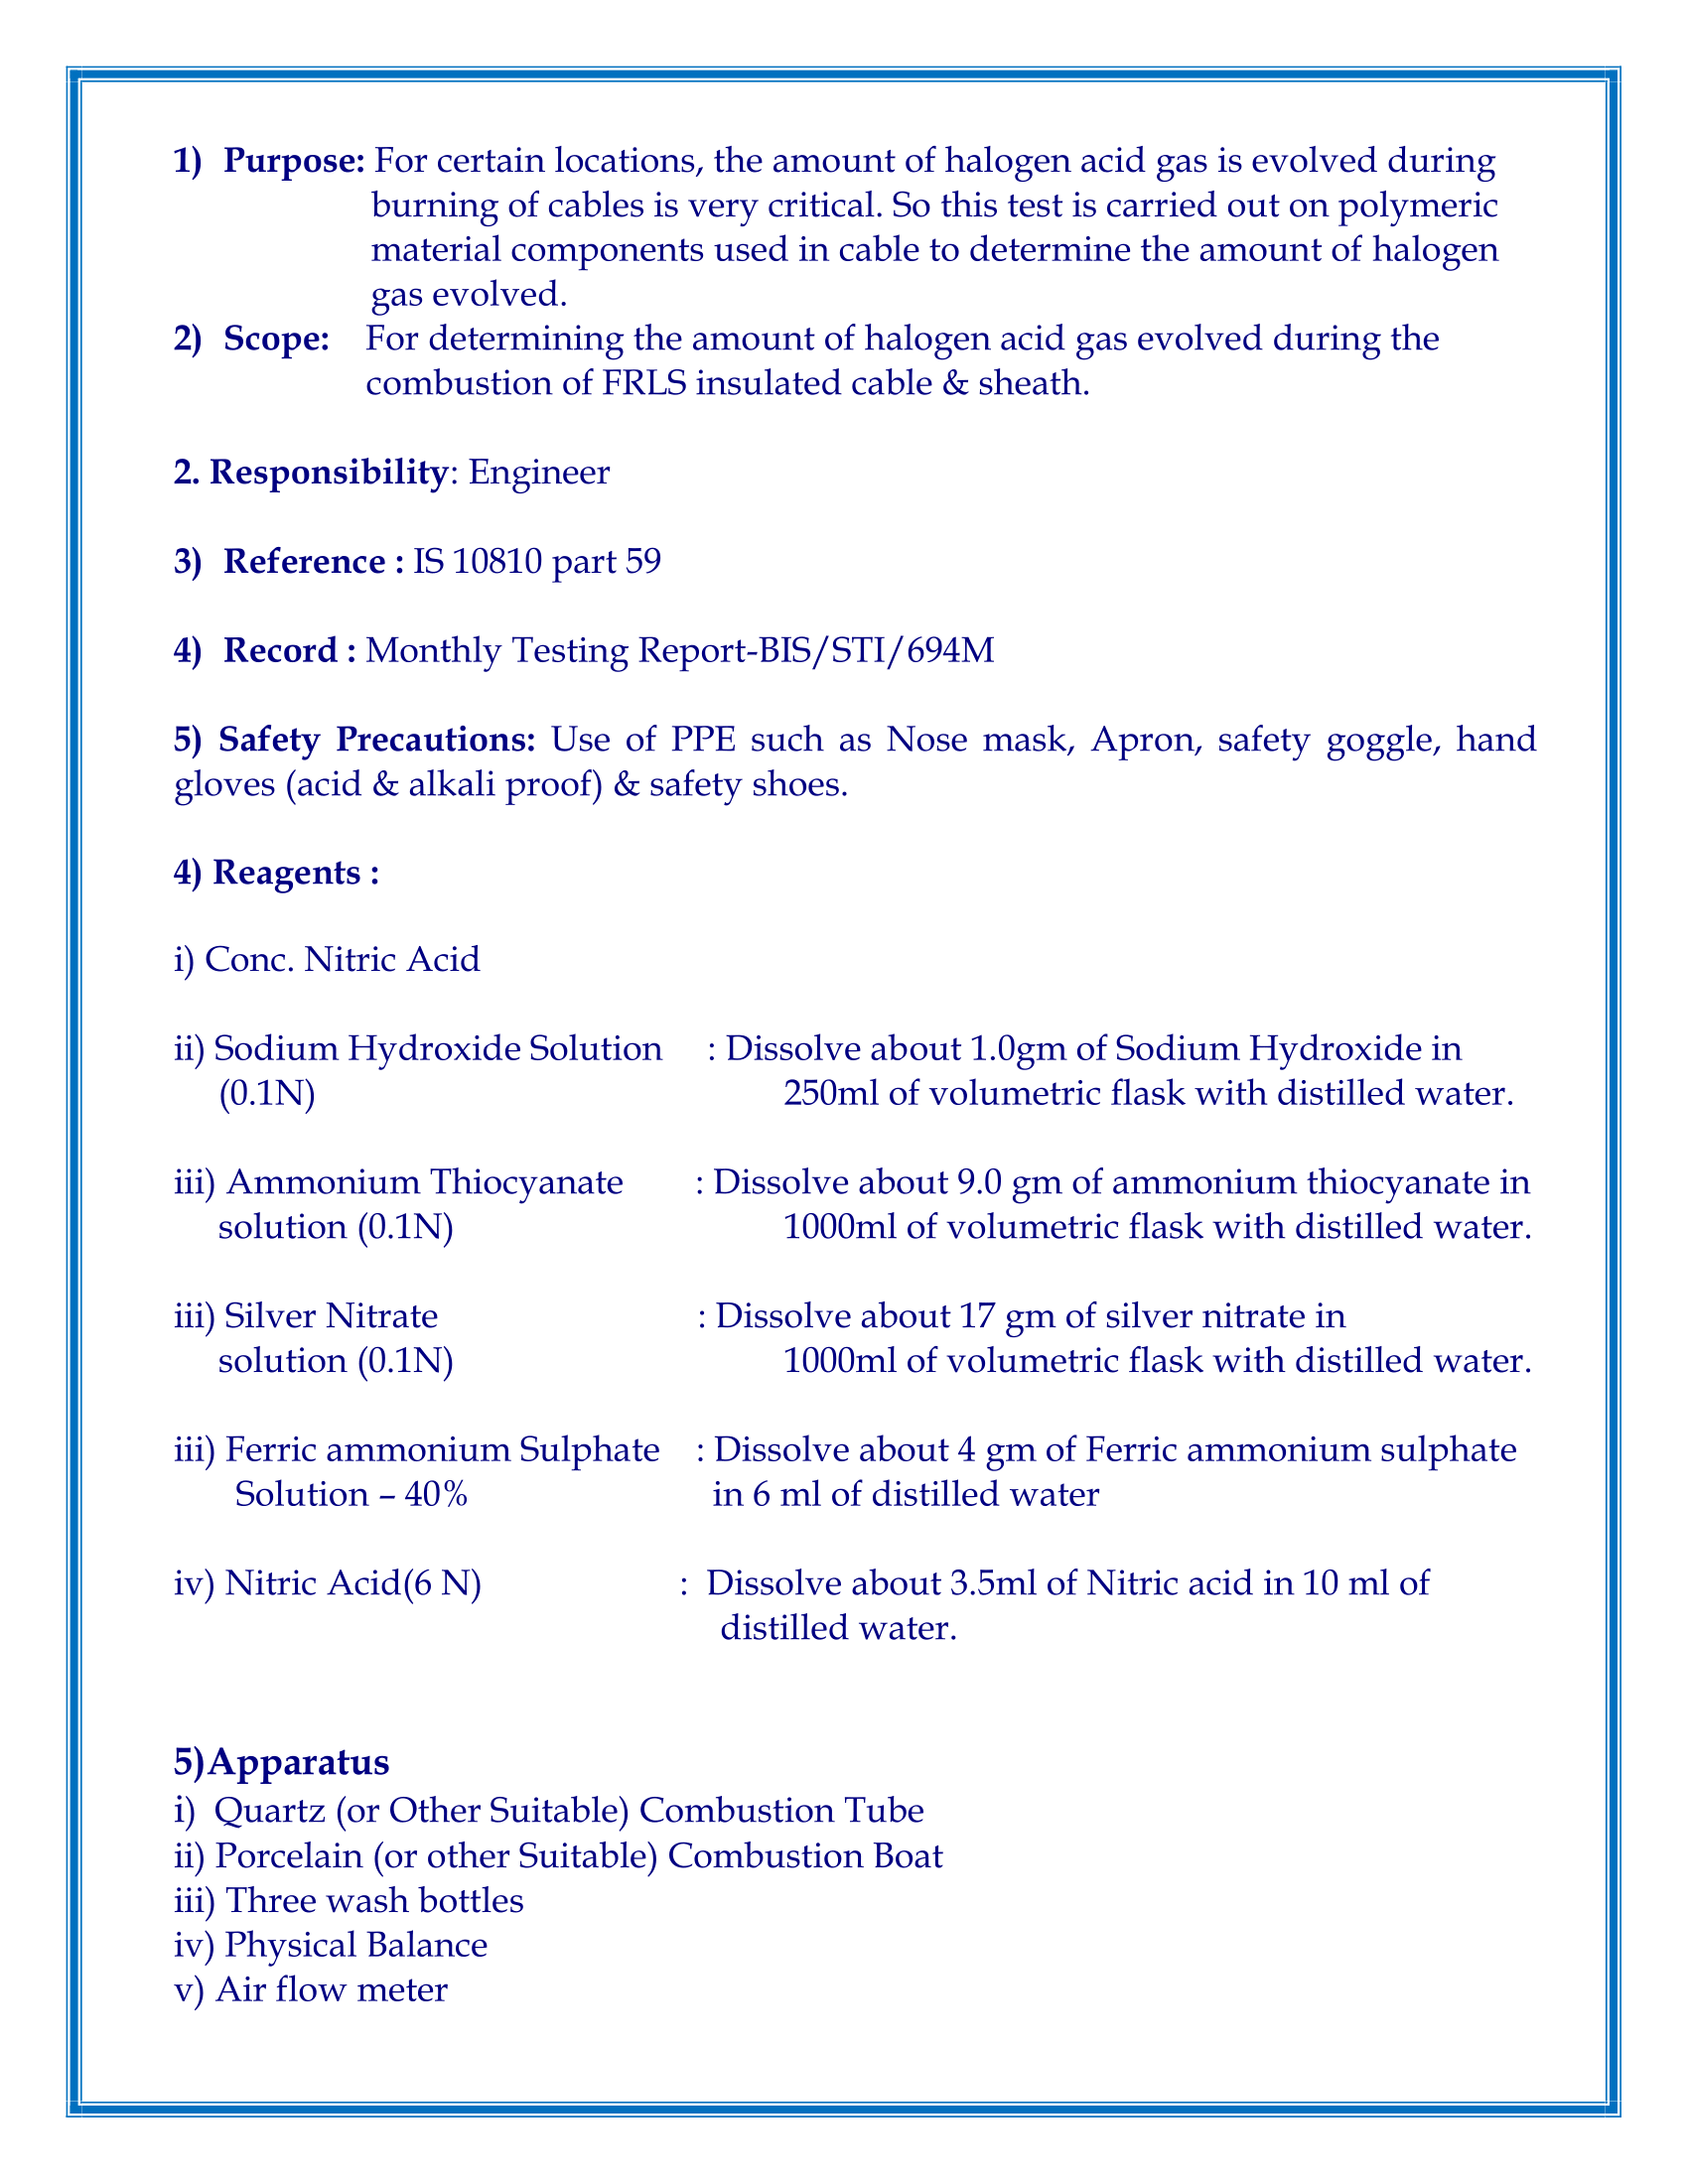 1) Purpose: For certain locations, the amount of halogen acid gas is evolved during
burning of cables is very critical. So this test is carried out on polymeric
material components used in cable to determine the amount of halogen
gas evolved.
2) Scope: For determining the amount of halogen acid gas evolved during the
combustion of FRLS insulated cable & sheath.
2. Responsibility: Engineer
3) Reference : IS 10810 part 59
4) Record : Monthly Testing Report-BIS/STI/694M
5) Safety Precautions: Use of PPE such as Nose mask, Apron, safety goggle, hand
gloves (acid & alkali proof) & safety shoes.
4) Reagents :
i) Conc. Nitric Acid
ii) Sodium Hydroxide Solution : Dissolve about 1.0gm of Sodium Hydroxide in
(0.1N) 250ml of volumetric flask with distilled water.
iii) Ammonium Thiocyanate : Dissolve about 9.0 gm of ammonium thiocyanate in
solution (0.1N) 1000ml of volumetric flask with distilled water.
iii) Silver Nitrate : Dissolve about 17 gm of silver nitrate in
solution (0.1N) 1000ml of volumetric flask with distilled water.
iii) Ferric ammonium Sulphate : Dissolve about 4 gm of Ferric ammonium sulphate
Solution – 40% in 6 ml of distilled water
iv) Nitric Acid(6 N) : Dissolve about 3.5ml of Nitric acid in 10 ml of
distilled water.
5)Apparatus
i) Quartz (or Other Suitable) Combustion Tube
ii) Porcelain (or other Suitable) Combustion Boat
iii) Three wash bottles
iv) Physical Balance
v) Air flow meter